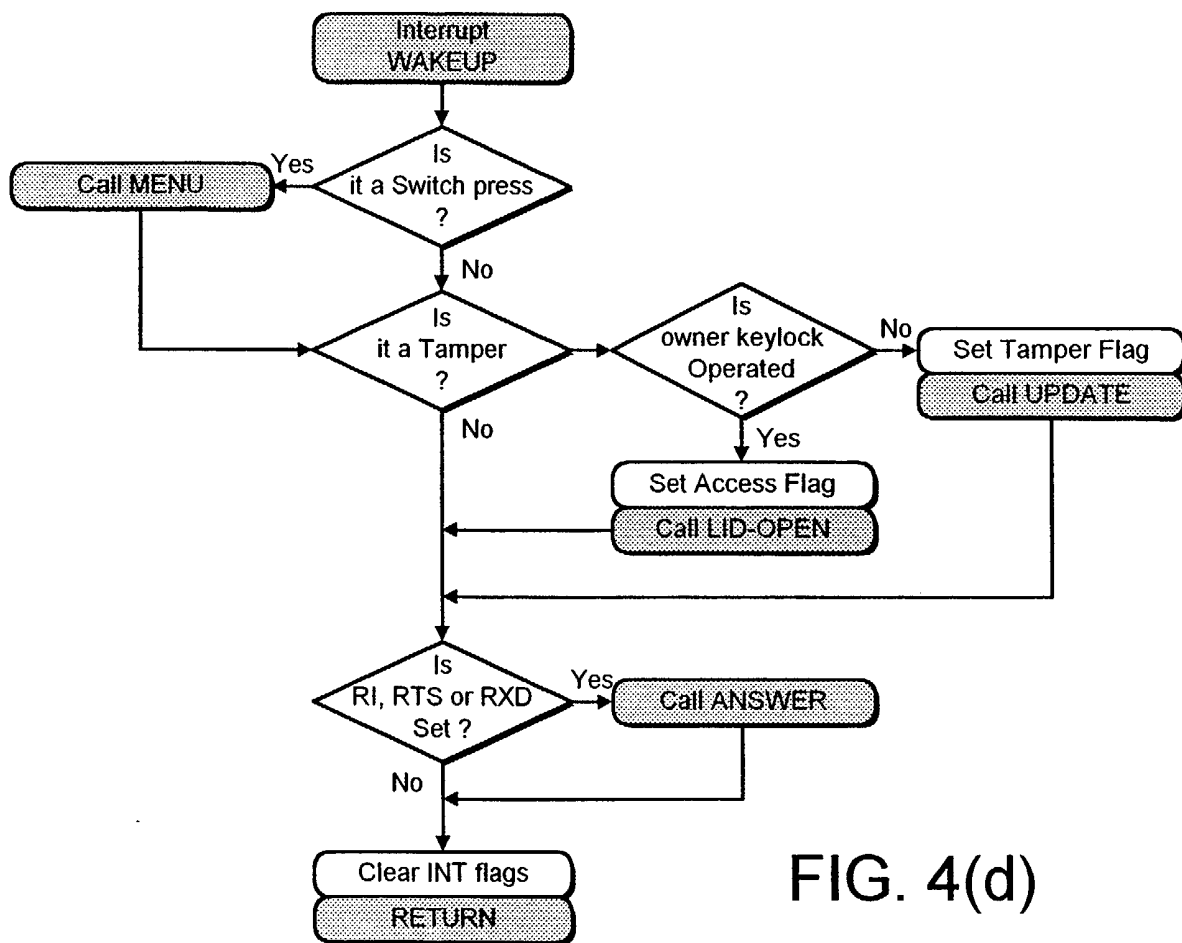 Interrupt
WAKEUP
Is
it a Switch press
?
Yes
Call MENU
No
Is
it a Tamper
?
Is
owner keylock
Operated
?
No
Set Tamper Flag
Call UPDATE
No
Yes
Set Access Flag
Call LID-OPEN
Is
RI, RTS or RXD
Set ?
Yes
Call ANSWER
No
Clear INT flags
RETURN
FIG. 4(d)